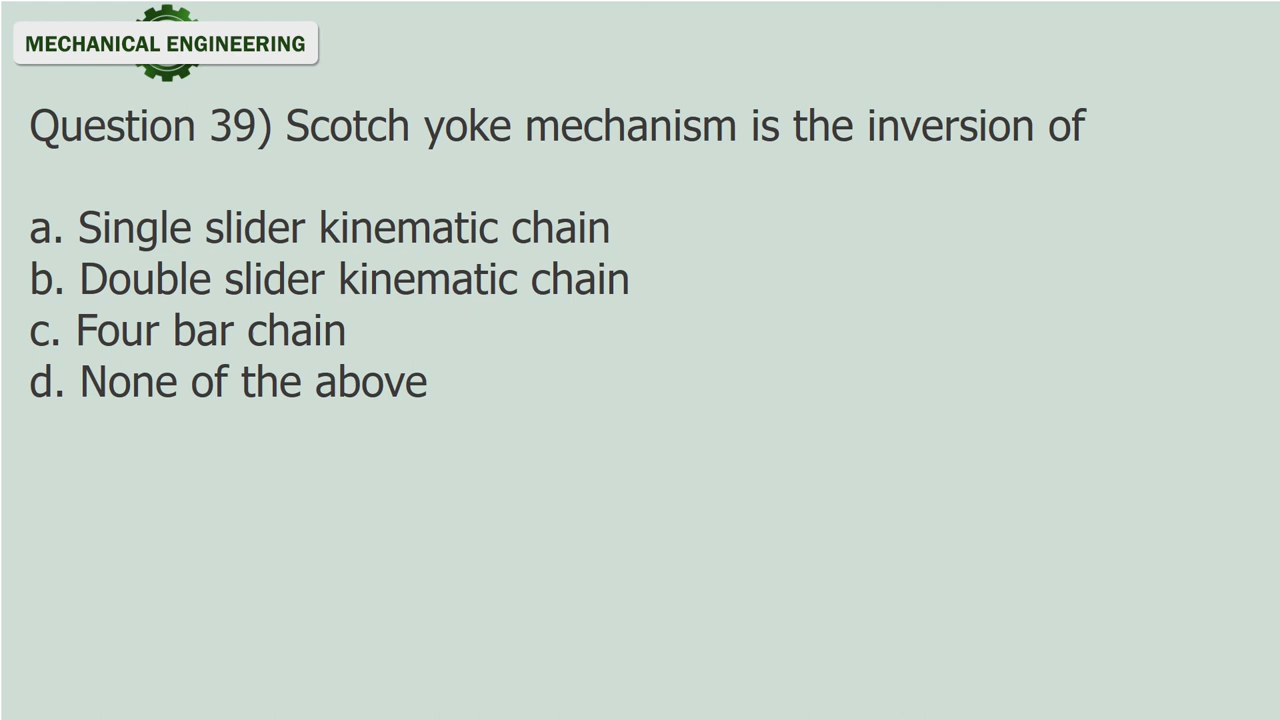 MECHANICAL ENGINEERING
Question 39) Scotch yoke mechanism is the inversion of
a. Single slider kinematic chain
b. Double slider kinematic chain
c. Four bar chain
d. None of the above